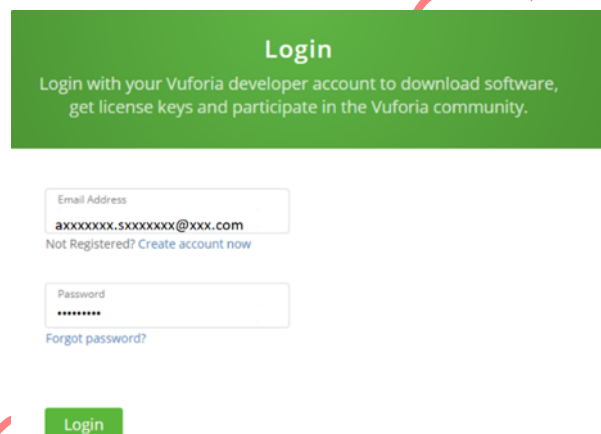 Login
Login with your Vuforia developer account to download software,
get license keys and participate in the Vuforia community.
Email Address
axxxxxxx.sxxxxxxx@xxx.com
Not Registered? Create account now
Password
•••••••••
Forgot password?
Login